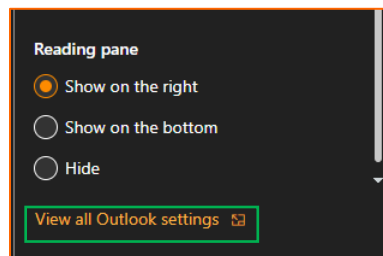 Reading pane
Show on the right
Show on the bottom
Hide
View all Outlook settings